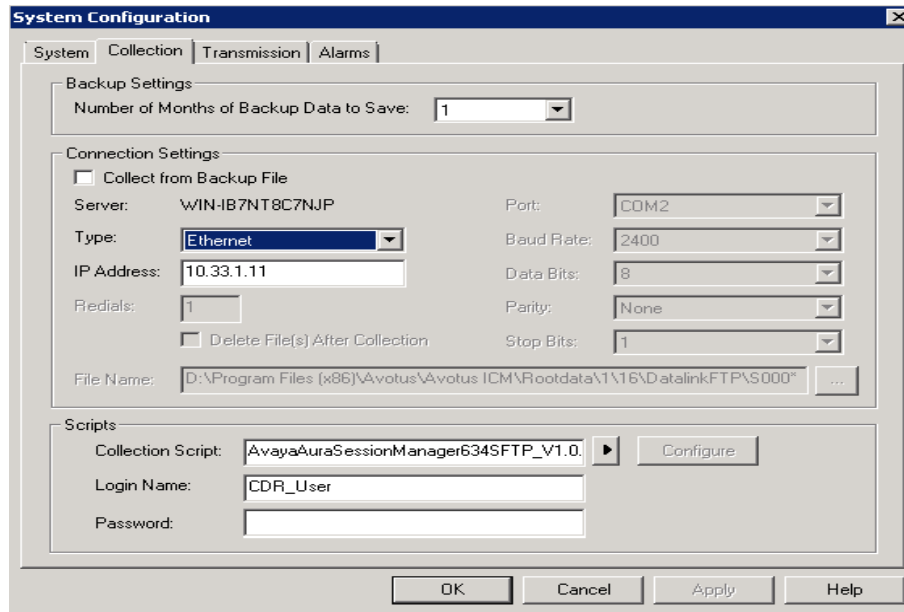 System Configuration
System Collection Transmission Alarms
Backup Settings
Number of Months of Backup Data to Save: 1
Connection Settings
Collect from Backup File
Server: WIN-IB7NT8C7NJP Port: COM2
Type: Ethernet Baud Rate: 2400
IP Address: 10.33.1.11 Data Bits: 8
Redials: 1 Parity: None
Delete File(s) After Collection Stop Bits: 1
File Name: D:\Program Files (x86)\Avotus\Avotus ICM\Rootdata\1\16\DatalinkFTP\S000* ...
Scripts
Collection Script: AvayaAuraSessionManager634SFTP_V1.0. Configure
Login Name: CDR_User
Password:
OK Cancel Apply Help